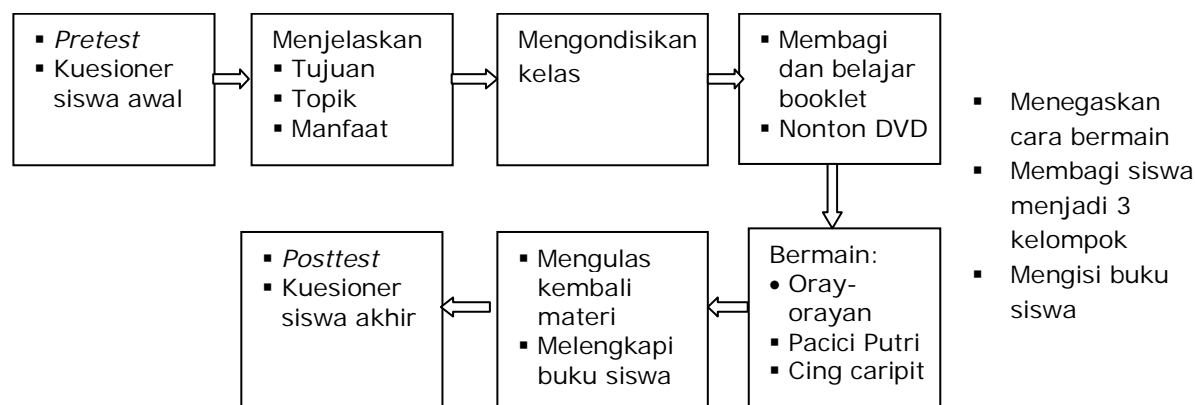 ▪ Pretest
▪ Kuesioner
siswa awal
Menjelaskan
▪ Tujuan
▪ Topik
▪ Manfaat
Mengondisikan
kelas
▪ Membagi
dan belajar
booklet
▪ Nonton DVD
▪ Menegaskan
cara bermain
▪ Membagi siswa
menjadi 3
kelompok
▪ Mengisi buku
siswa
Bermain:
• Oray-
orayan
▪ Pacici Putri
▪ Cing caripit
▪ Mengulas
kembali
materi
▪ Melengkapi
buku siswa
▪ Posttest
▪ Kuesioner
siswa akhir